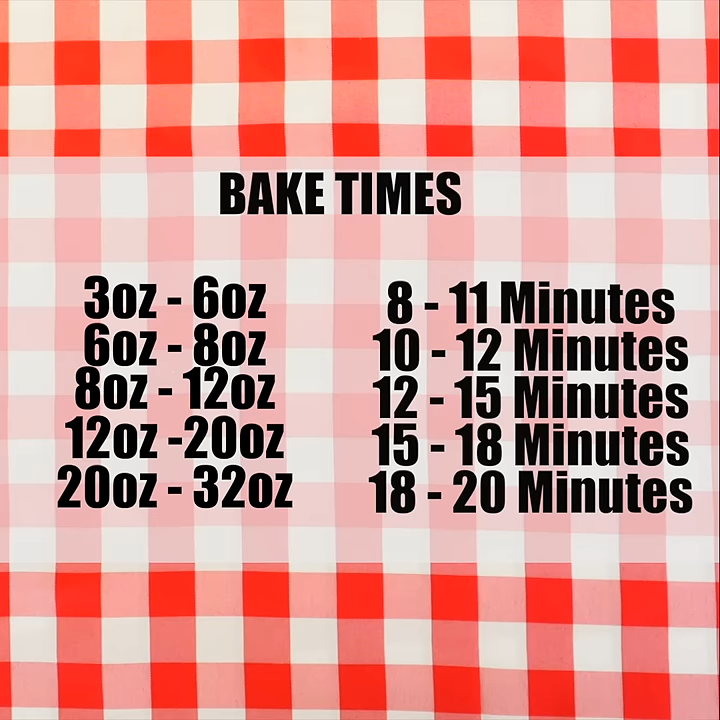 BAKE TIMES
3oz - 6oz 8 - 11 Minutes
6oz - 8oz 10 - 12 Minutes
8oz - 12oz 12 - 15 Minutes
12oz -20oz 15 - 18 Minutes
20oz - 32oz 18 - 20 Minutes